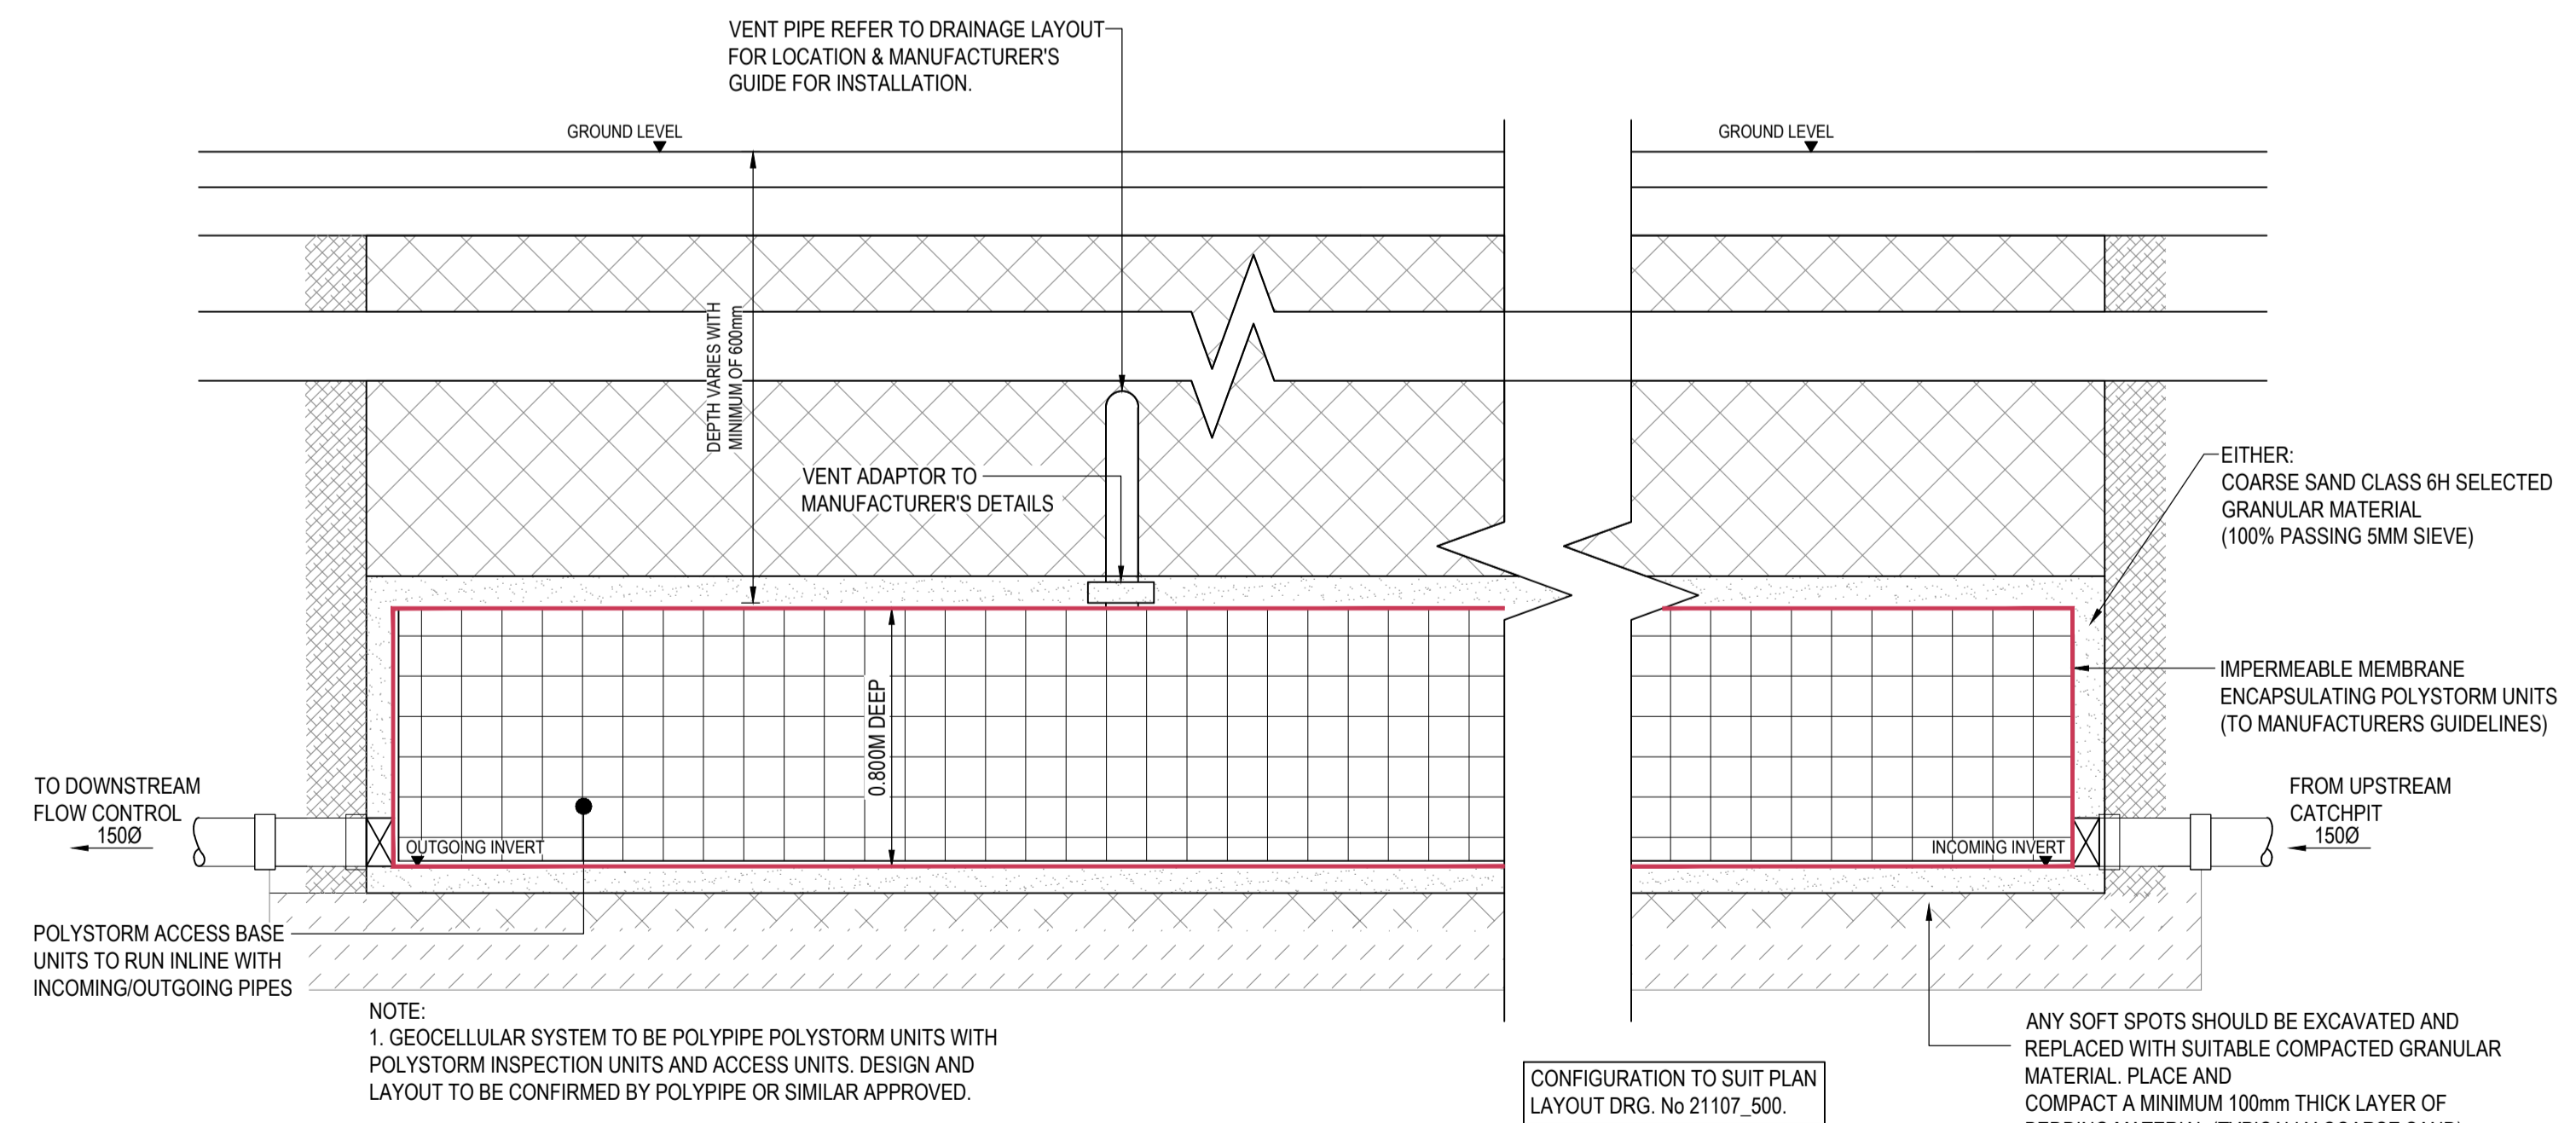 VENT PIPE REFER TO DRAINAGE LAYOUT
FOR LOCATION & MANUFACTURER'S
GUIDE FOR INSTALLATION.
GROUND LEVEL
GROUND LEVEL
DEPTH VARIES WITH
MINIMUM OF 600mm
VENT ADAPTOR TO
MANUFACTURER'S DETAILS
EITHER:
COARSE SAND CLASS 6H SELECTED
GRANULAR MATERIAL
(100% PASSING 5MM SIEVE)
IMPERMEABLE MEMBRANE
ENCAPSULATING POLYSTORM UNITS
(TO MANUFACTURERS GUIDELINES)
0.800M DEEP
TO DOWNSTREAM
FLOW CONTROL
150Ø
OUTGOING INVERT
INCOMING INVERT
FROM UPSTREAM
CATCHPIT
150Ø
POLYSTORM ACCESS BASE
UNITS TO RUN INLINE WITH
INCOMING/OUTGOING PIPES
NOTE:
1. GEOCELLULAR SYSTEM TO BE POLYPIPE POLYSTORM UNITS WITH
POLYSTORM INSPECTION UNITS AND ACCESS UNITS. DESIGN AND
LAYOUT TO BE CONFIRMED BY POLYPIPE OR SIMILAR APPROVED.
CONFIGURATION TO SUIT PLAN
LAYOUT DRG. No 21107_500.
ANY SOFT SPOTS SHOULD BE EXCAVATED AND
REPLACED WITH SUITABLE COMPACTED GRANULAR
MATERIAL. PLACE AND
COMPACT A MINIMUM 100mm THICK LAYER OF